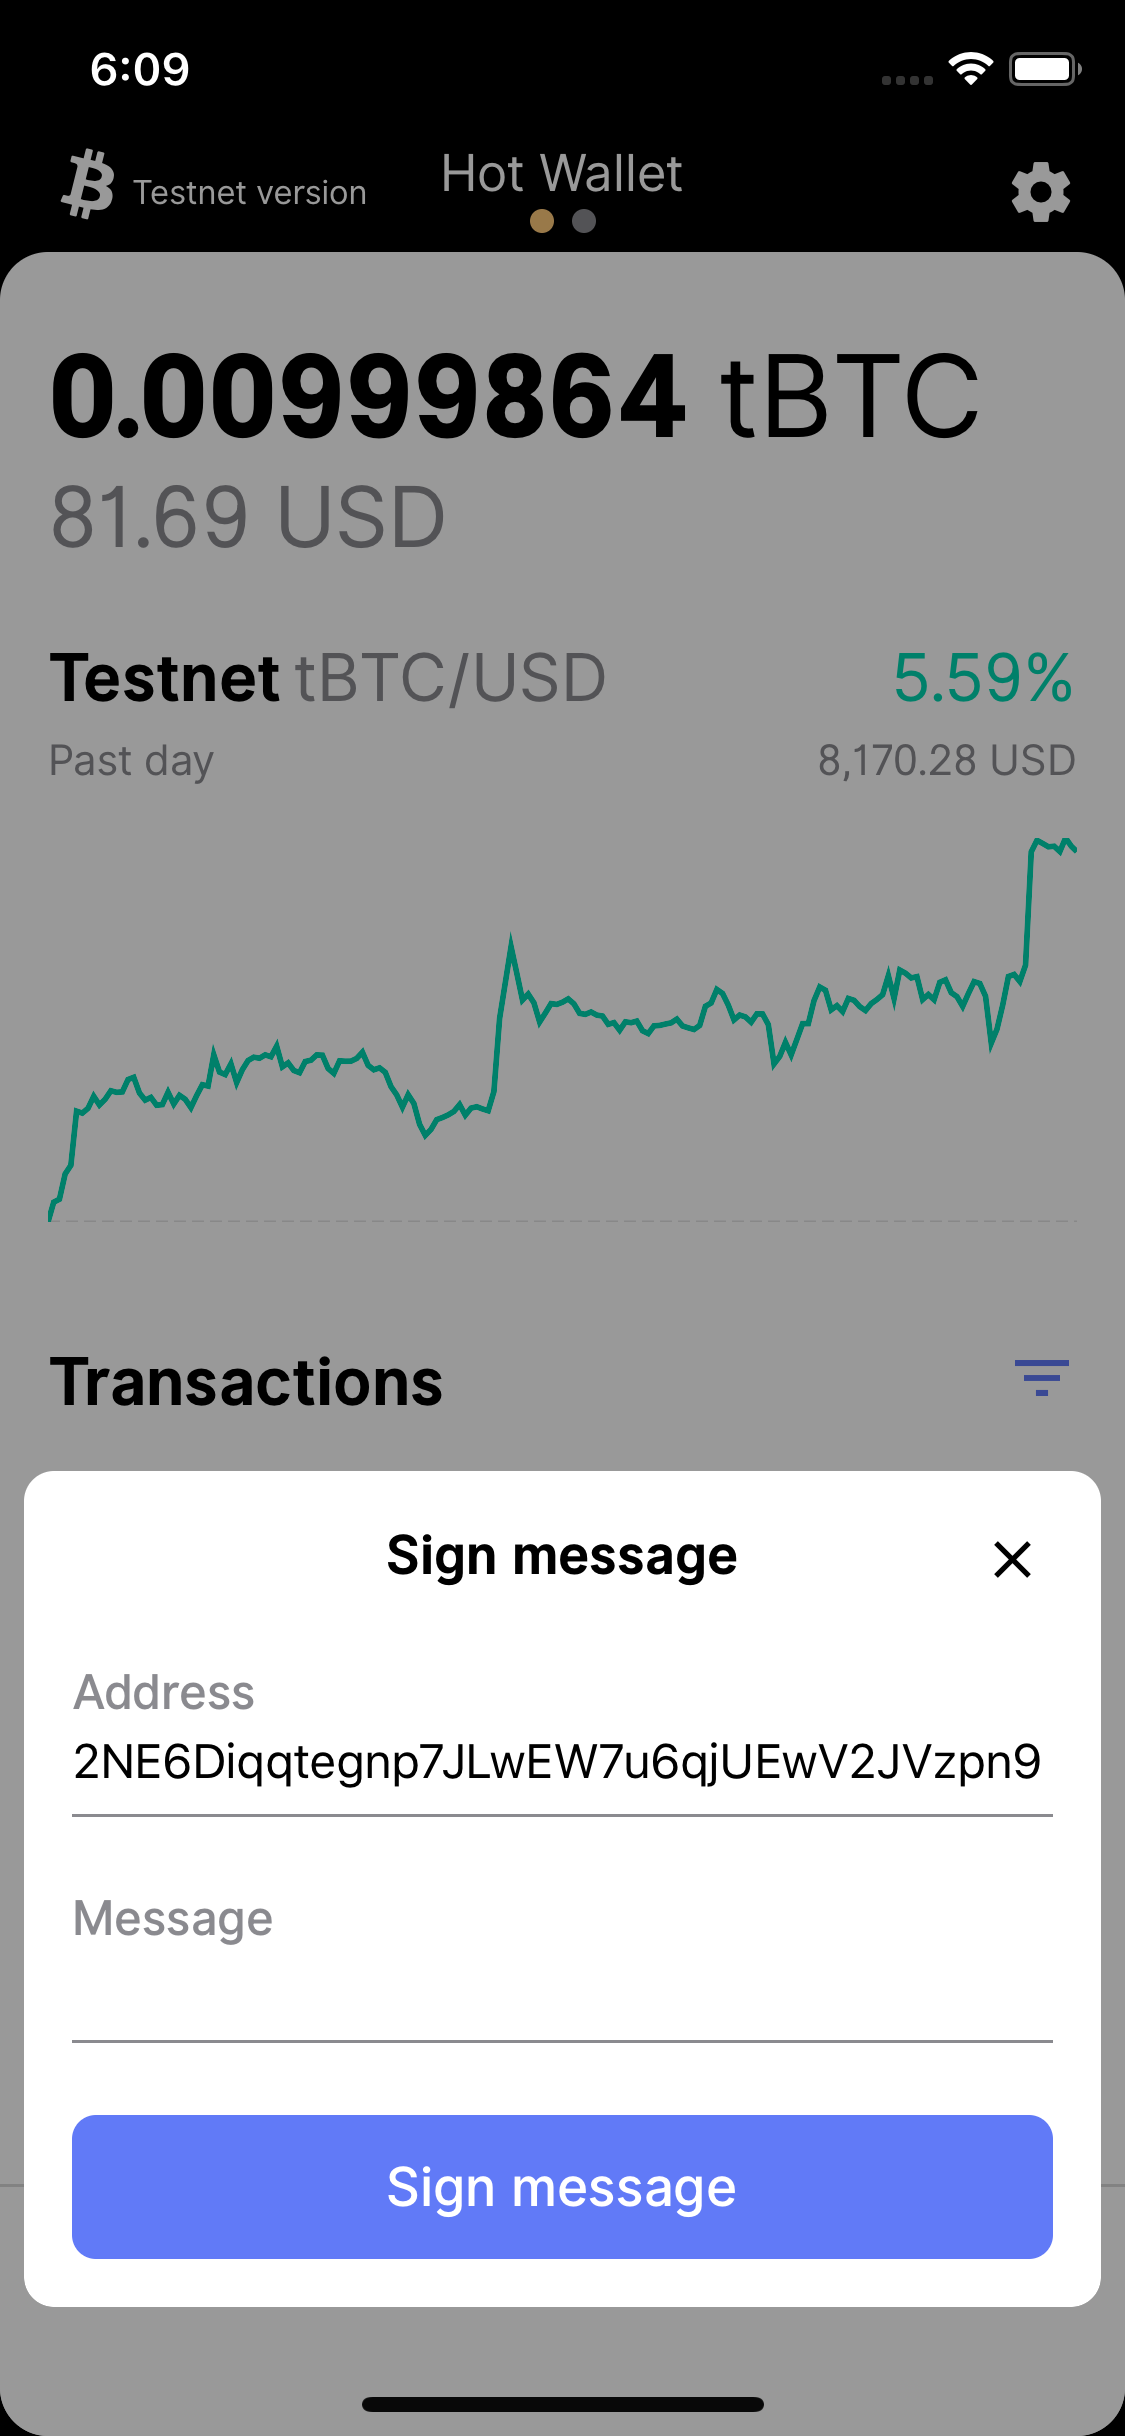 6:09
Testnet version
Hot Wallet
0.00999864 tBTC
81.69 USD
Testnet tBTC/USD 5.59%
Past day 8,170.28 USD
Transactions
Sign message
Address
2NE6Diqqtegnp7JLwEW7u6qjUEwV2JVzpn9
Message
Sign message